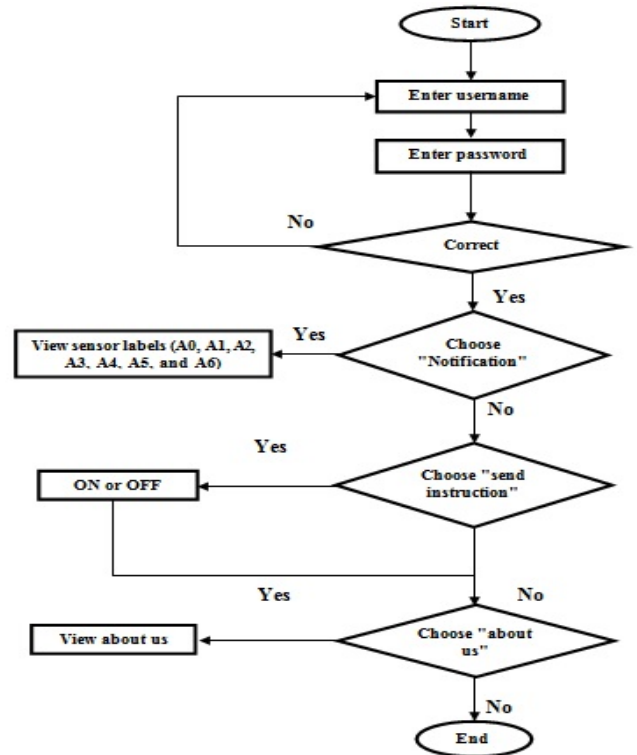 Start
Enter username
Enter password
No
Correct
Yes
View sensor labels (A0, A1, A2,
A3, A4, A5, and A6)
Yes
Choose
"Notification"
No
Yes
ON or OFF
Choose "send
instruction"
Yes
No
View about us
Choose "about
us"
No
End